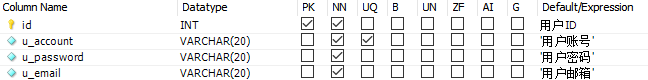 Column Name Datatype PK NN UQ B UN ZF AI G Default/Expression
id INT 用户ID
u_account VARCHAR(20) '用户账号'
u_password VARCHAR(20) '用户密码'
u_email VARCHAR(20) '用户邮箱'